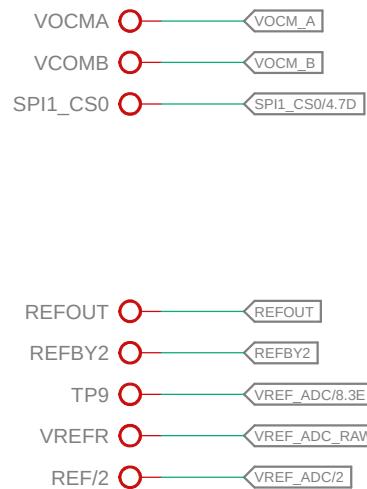 VOCMA VOCM_A
VCOMB VOCM_B
SPI1_CS0 SPI1_CS0/4.7D
REFOUT REFOUT
REFBY2 REFBY2
TP9 VREF_ADC/8.3E
VREFR VREF_ADC_RAW
REF/2 VREF_ADC/2